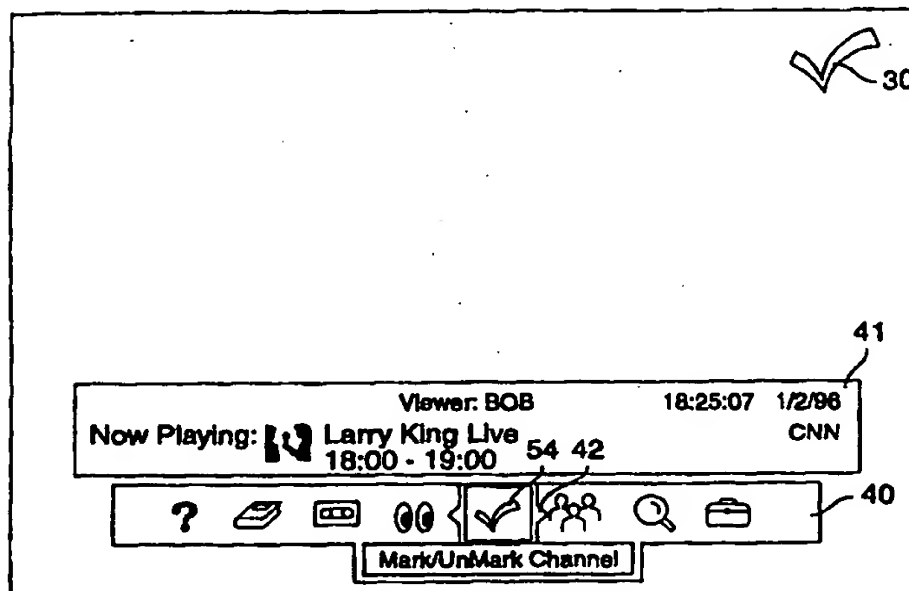 30
41
Viewer: BOB 18:25:07 1/2/96
Now Playing: Larry King Live CNN
18:00 - 19:00
54 42
? 40
Mark/UnMark Channel